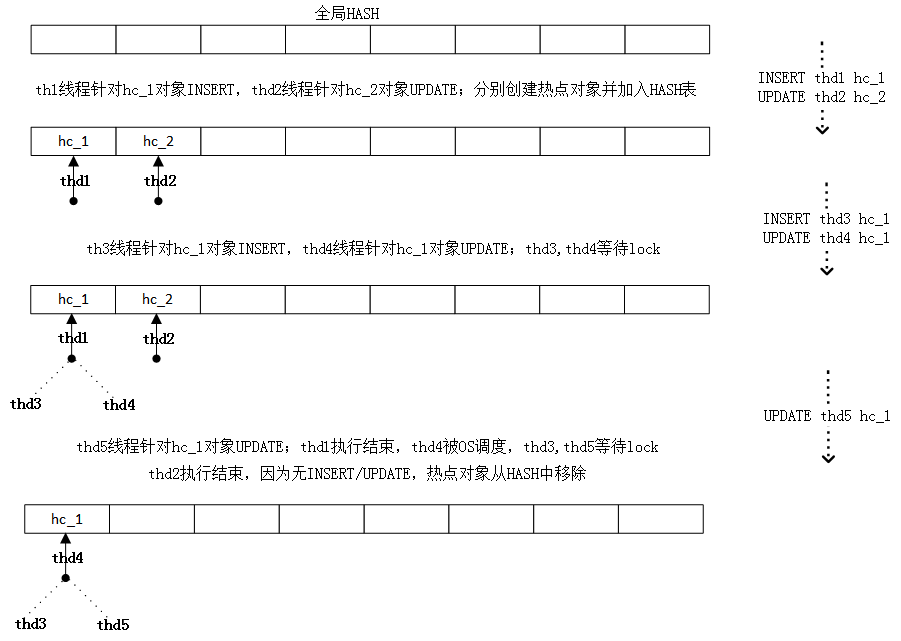 全局HASH
th1线程针对hc_1对象INSERT，thd2线程针对hc_2对象UPDATE；分别创建热点对象并加入HASH表
INSERT thd1 hc_1
UPDATE thd2 hc_2
hc_1 hc_2
thd1 thd2
th3线程针对hc_1对象INSERT，thd4线程针对hc_1对象UPDATE；thd3,thd4等待lock
INSERT thd3 hc_1
UPDATE thd4 hc_1
hc_1 hc_2
thd1 thd2
thd3 thd4
UPDATE thd5 hc_1
thd5线程针对hc_1对象UPDATE；thd1执行结束，thd4被OS调度，thd3,thd5等待lock
thd2执行结束，因为无INSERT/UPDATE，热点对象从HASH中移除
hc_1
thd4
thd3 thd5